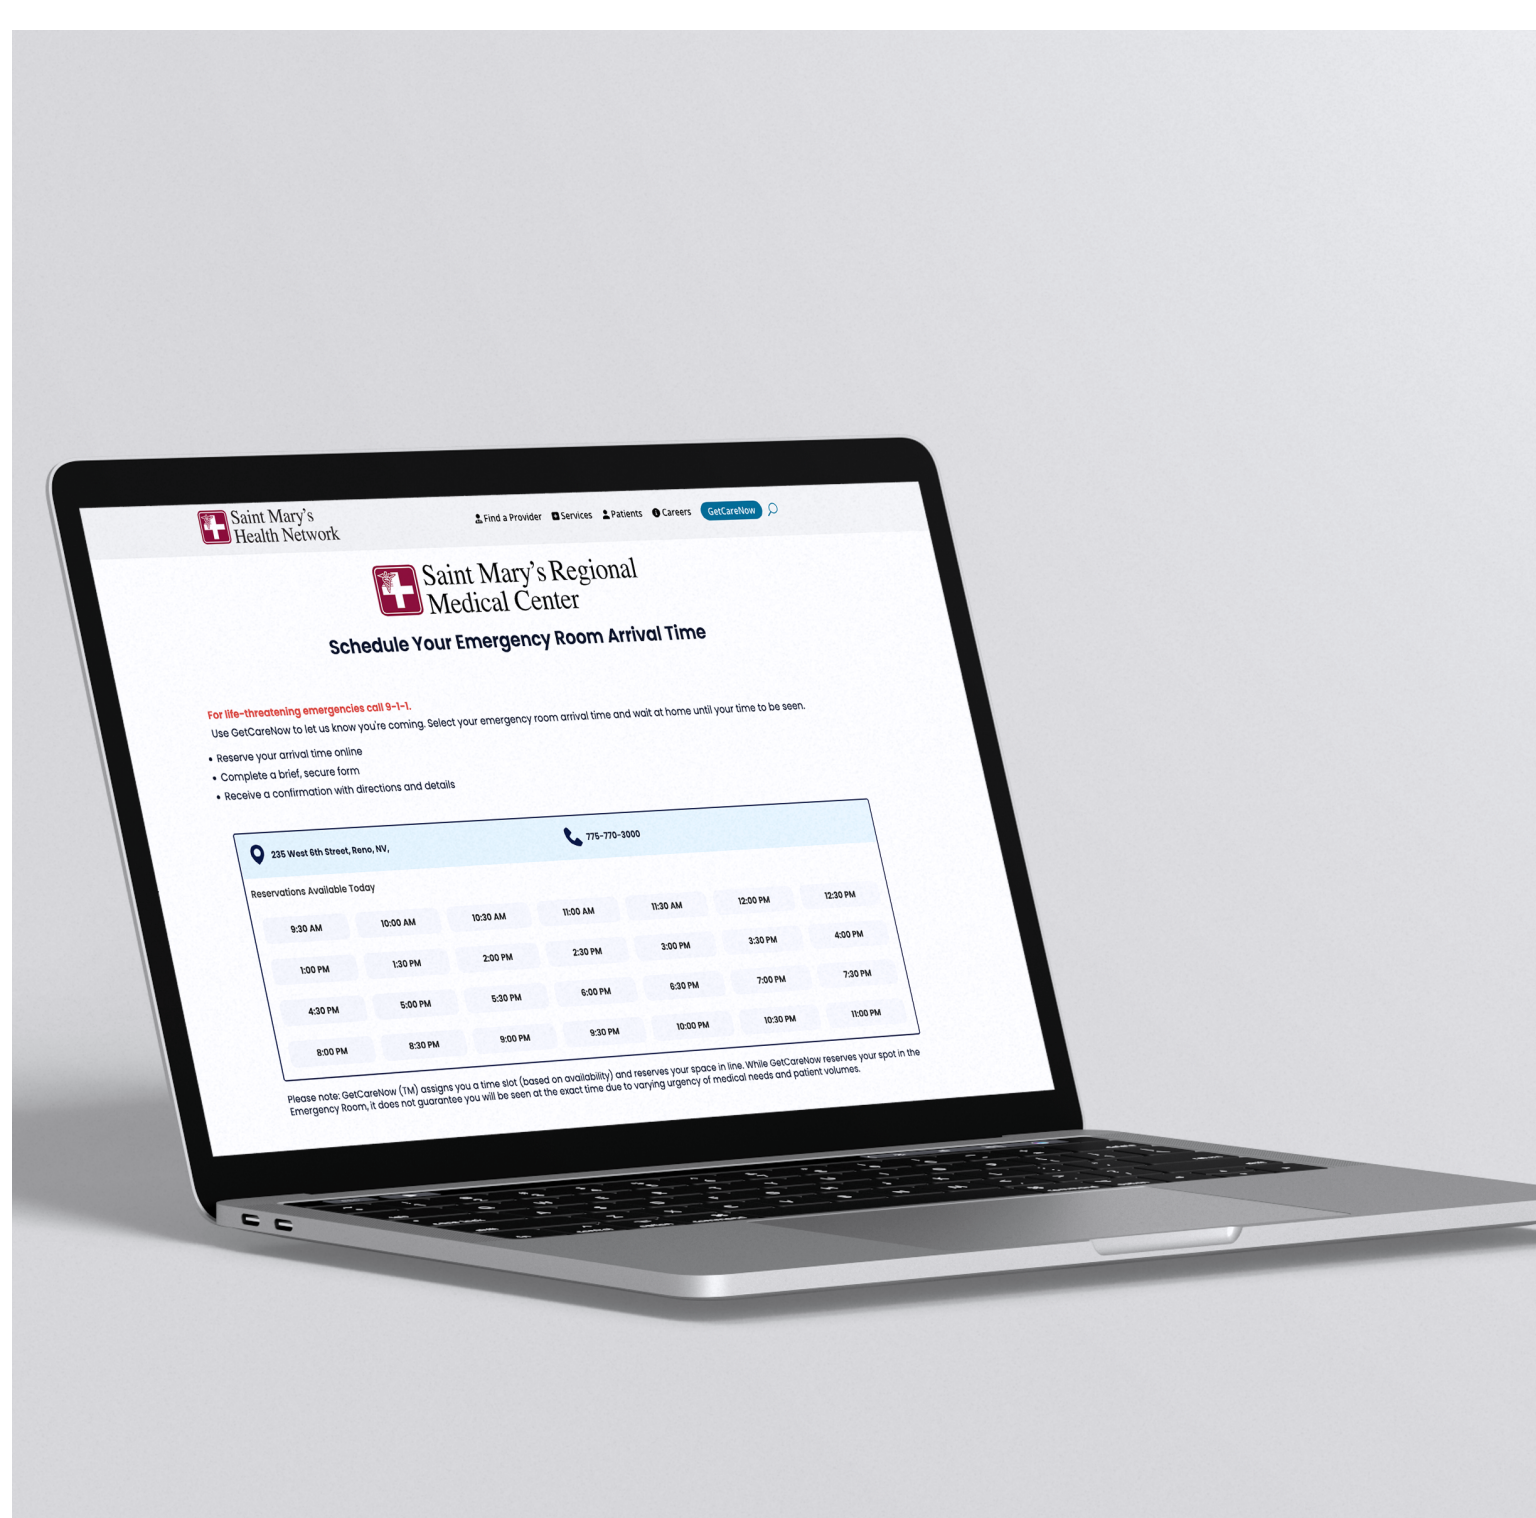 Saint Mary's
Health Network
Find a Provider
Services
Patients
Careers
GetCareNow
Saint Mary's Regional
Medical Center
Schedule Your Emergency Room Arrival Time
For life-threatening emergencies call 9-1-1.
Use GetCareNow to let us know you're coming. Select your emergency room arrival time and wait at home until your time to be seen.
• Reserve your arrival time online
• Complete a brief, secure form
• Receive a confirmation with directions and details
235 West 6th Street, Reno, NV,
775-770-3000
Reservations Available Today
9:30 AM 10:00 AM 10:30 AM 11:00 AM 11:30 AM 12:00 PM 12:30 PM
1:00 PM 1:30 PM 2:00 PM 2:30 PM 3:00 PM 3:30 PM 4:00 PM
4:30 PM 5:00 PM 5:30 PM 6:00 PM 6:30 PM 7:00 PM 7:30 PM
8:00 PM 8:30 PM 9:00 PM 9:30 PM 10:00 PM 10:30 PM 11:00 PM
Please note: GetCareNow (TM) assigns you a time slot (based on availability) and reserves your space in line. While GetCareNow reserves your spot in the
Emergency Room, it does not guarantee you will be seen at the exact time due to varying urgency of medical needs and patient volumes.